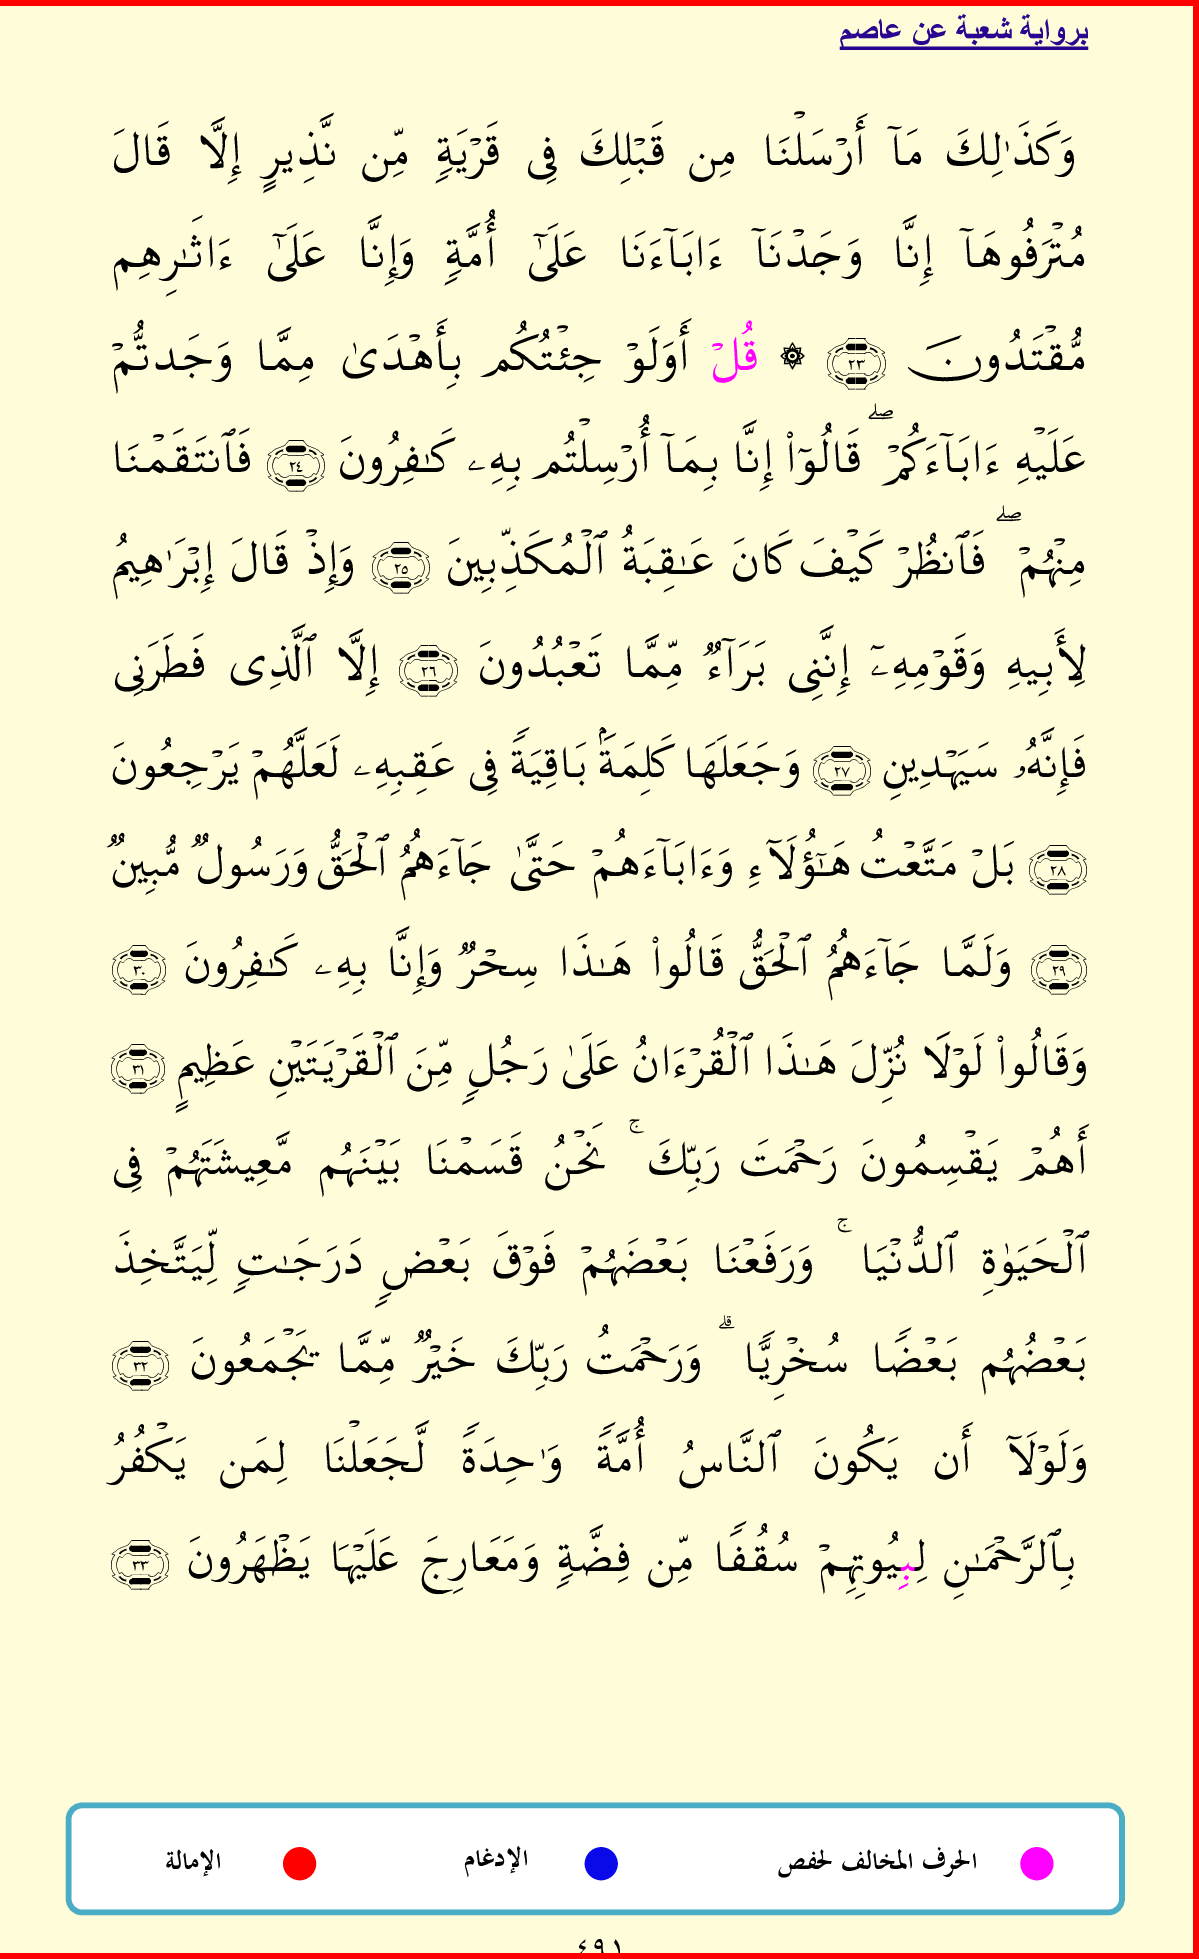 برواية شعبة عن عاصم
وَكَذَٰلِكَ مَآ أَرۡسَلۡنَا مِن قَبۡلِكَ فِي قَرۡيَةٖ مِّن نَّذِيرٍ إِلَّا قَالَ
مُتۡرَفُوهَآ إِنَّا وَجَدۡنَآ ءَابَآءَنَا عَلَىٰٓ أُمَّةٖ وَإِنَّا عَلَىٰٓ ءَاثَٰرِهِم
مُّقۡتَدُونَ ٢٣ ۞ قُلۡ أَوَلَوۡ جِئۡتُكُم بِأَهۡدَىٰ مِمَّا وَجَدتُّمۡ
عَلَيۡهِ ءَابَآءَكُمۡۖ قَالُوٓاْ إِنَّا بِمَآ أُرۡسِلۡتُم بِهِۦ كَٰفِرُونَ ٢٤ فَٱنتَقَمۡنَا
مِنۡهُمۡۖ فَٱنظُرۡ كَيۡفَ كَانَ عَٰقِبَةُ ٱلۡمُكَذِّبِينَ ٢٥ وَإِذۡ قَالَ إِبۡرَٰهِيمُ
لِأَبِيهِ وَقَوۡمِهِۦٓ إِنَّنِي بَرَآءٞ مِّمَّا تَعۡبُدُونَ ٢٦ إِلَّا ٱلَّذِي فَطَرَنِي
فَإِنَّهُۥ سَيَهۡدِينِ ٢٧ وَجَعَلَهَا كَلِمَةَۢ بَاقِيَةٗ فِي عَقِبِهِۦ لَعَلَّهُمۡ يَرۡجِعُونَ
٢٨ بَلۡ مَتَّعۡتُ هَٰٓؤُلَآءِ وَءَابَآءَهُمۡ حَتَّىٰ جَآءَهُمُ ٱلۡحَقُّ وَرَسُولٞ مُّبِينٞ
٢٩ وَلَمَّا جَآءَهُمُ ٱلۡحَقُّ قَالُواْ هَٰذَا سِحۡرٞ وَإِنَّا بِهِۦ كَٰفِرُونَ ٣٠
وَقَالُواْ لَوۡلَا نُزِّلَ هَٰذَا ٱلۡقُرۡءَانُ عَلَىٰ رَجُلٖ مِّنَ ٱلۡقَرۡيَتَيۡنِ عَظِيمٍ ٣١
أَهُمۡ يَقۡسِمُونَ رَحۡمَتَ رَبِّكَۚ نَحۡنُ قَسَمۡنَا بَيۡنَهُم مَّعِيشَتَهُمۡ فِي
ٱلۡحَيَوٰةِ ٱلدُّنۡيَاۚ وَرَفَعۡنَا بَعۡضَهُمۡ فَوۡقَ بَعۡضٖ دَرَجَٰتٖ لِّيَتَّخِذَ
بَعۡضُهُم بَعۡضٗا سُخۡرِيّٗاۗ وَرَحۡمَتُ رَبِّكَ خَيۡرٞ مِّمَّا يَجۡمَعُونَ ٣٢
وَلَوۡلَآ أَن يَكُونَ ٱلنَّاسُ أُمَّةٗ وَٰحِدَةٗ لَّجَعَلۡنَا لِمَن يَكۡفُرُ
بِٱلرَّحۡمَٰنِ لِبِيُوتِهِمۡ سُقُفٗا مِّن فِضَّةٖ وَمَعَارِجَ عَلَيۡهَا يَظۡهَرُونَ ٣٣
الحرف المخالف لحفص الإدغام الإمالة
٤٩١